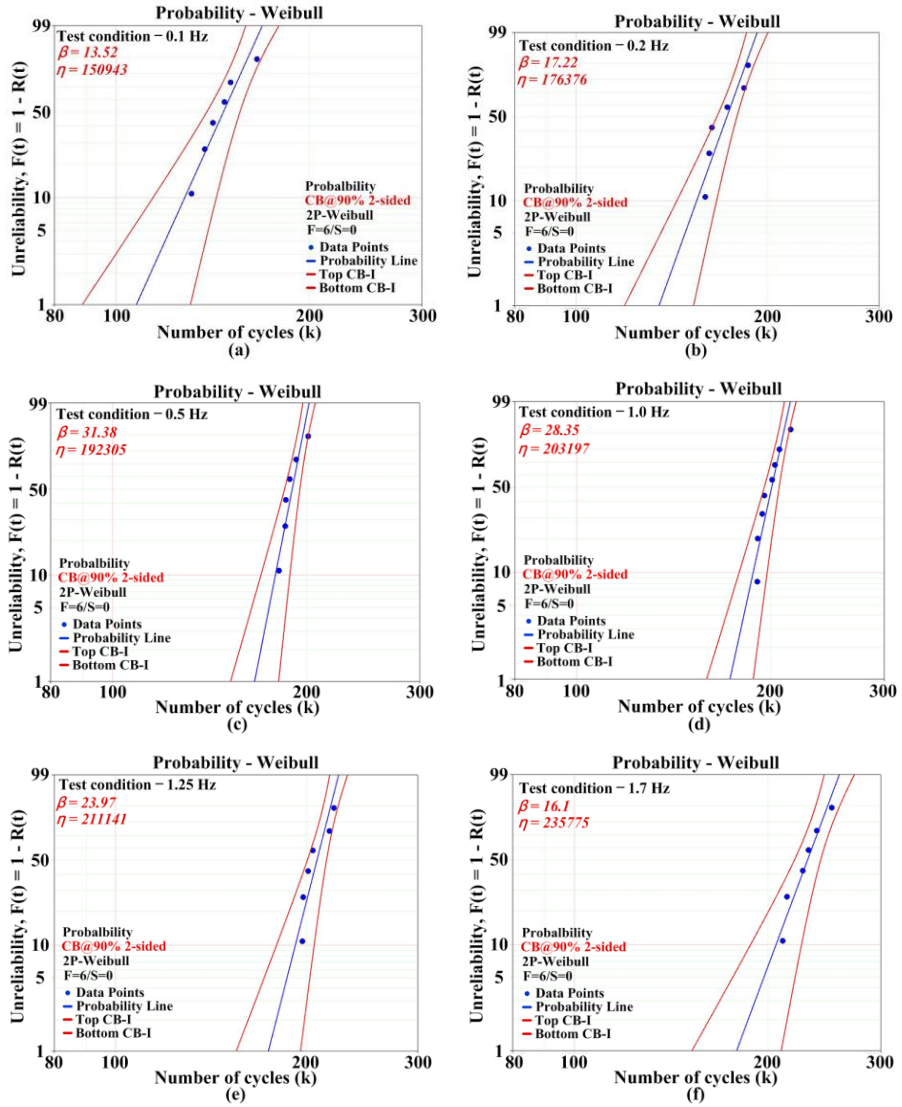 Probability - Weibull
Test condition – 0.1 Hz
β = 13.52
η = 150943
Unreliability, F(t) = 1 - R(t)
99
50
10
5
1
Probalbility
CB@90% 2-sided
2P-Weibull
F=6/S=0
Data Points
Probability Line
Top CB-I
Bottom CB-I
80 100 200 300
Number of cycles (k)
(a)
Probability - Weibull
Test condition – 0.2 Hz
β = 17.22
η = 176376
Unreliability, F(t) = 1 - R(t)
99
50
10
5
1
Probalbility
CB@90% 2-sided
2P-Weibull
F=6/S=0
Data Points
Probability Line
Top CB-I
Bottom CB-I
80 100 200 300
Number of cycles (k)
(b)
Probability - Weibull
Test condition – 0.5 Hz
β = 31.38
η = 192305
Unreliability, F(t) = 1 - R(t)
99
50
10
5
1
Probalbility
CB@90% 2-sided
2P-Weibull
F=6/S=0
Data Points
Probability Line
Top CB-I
Bottom CB-I
80 100 200 300
Number of cycles (k)
(c)
Probability - Weibull
Test condition – 1.0 Hz
β = 28.35
η = 203197
Unreliability, F(t) = 1 - R(t)
99
50
10
5
1
Probalbility
CB@90% 2-sided
2P-Weibull
F=6/S=0
Data Points
Probability Line
Top CB-I
Bottom CB-I
80 100 200 300
Number of cycles (k)
(d)
Probability - Weibull
Test condition – 1.25 Hz
β = 23.97
η = 211141
Unreliability, F(t) = 1 - R(t)
99
50
10
5
1
Probalbility
CB@90% 2-sided
2P-Weibull
F=6/S=0
Data Points
Probability Line
Top CB-I
Bottom CB-I
80 100 200 300
Number of cycles (k)
(e)
Probability - Weibull
Test condition – 1.7 Hz
β = 16.1
η = 235775
Unreliability, F(t) = 1 - R(t)
99
50
10
5
1
Probalbility
CB@90% 2-sided
2P-Weibull
F=6/S=0
Data Points
Probability Line
Top CB-I
Bottom CB-I
80 100 200 300
Number of cycles (k)
(f)